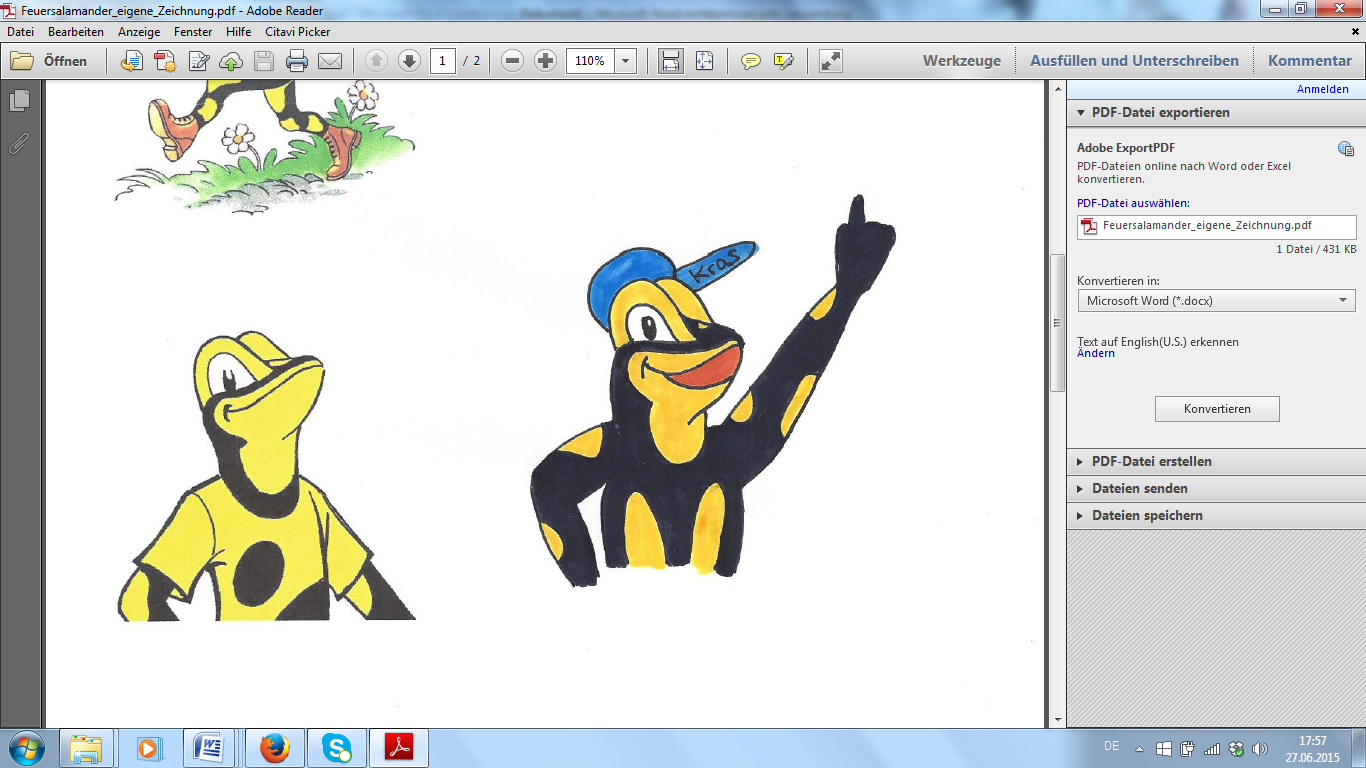 Feuersalamander_eigene_Zeichnung.pdf - Adobe Reader
Datei Bearbeiten Anzeige Fenster Hilfe Citavi Picker
Öffnen 1 / 2 110% Werkzeuge Ausfüllen und Unterschreiben Kommentar
Anmelden
PDF-Datei exportieren
Adobe ExportPDF
PDF-Dateien online nach Word oder Excel
konvertieren.
PDF-Datei auswählen:
Feuersalamander_eigene_Zeichnung.pdf
1 Datei / 431 KB
Konvertieren in:
Microsoft Word (*.docx)
Text auf English(U.S.) erkennen
Ändern
Konvertieren
PDF-Datei erstellen
Dateien senden
Dateien speichern
Kras
DE
17:57
27.06.2015